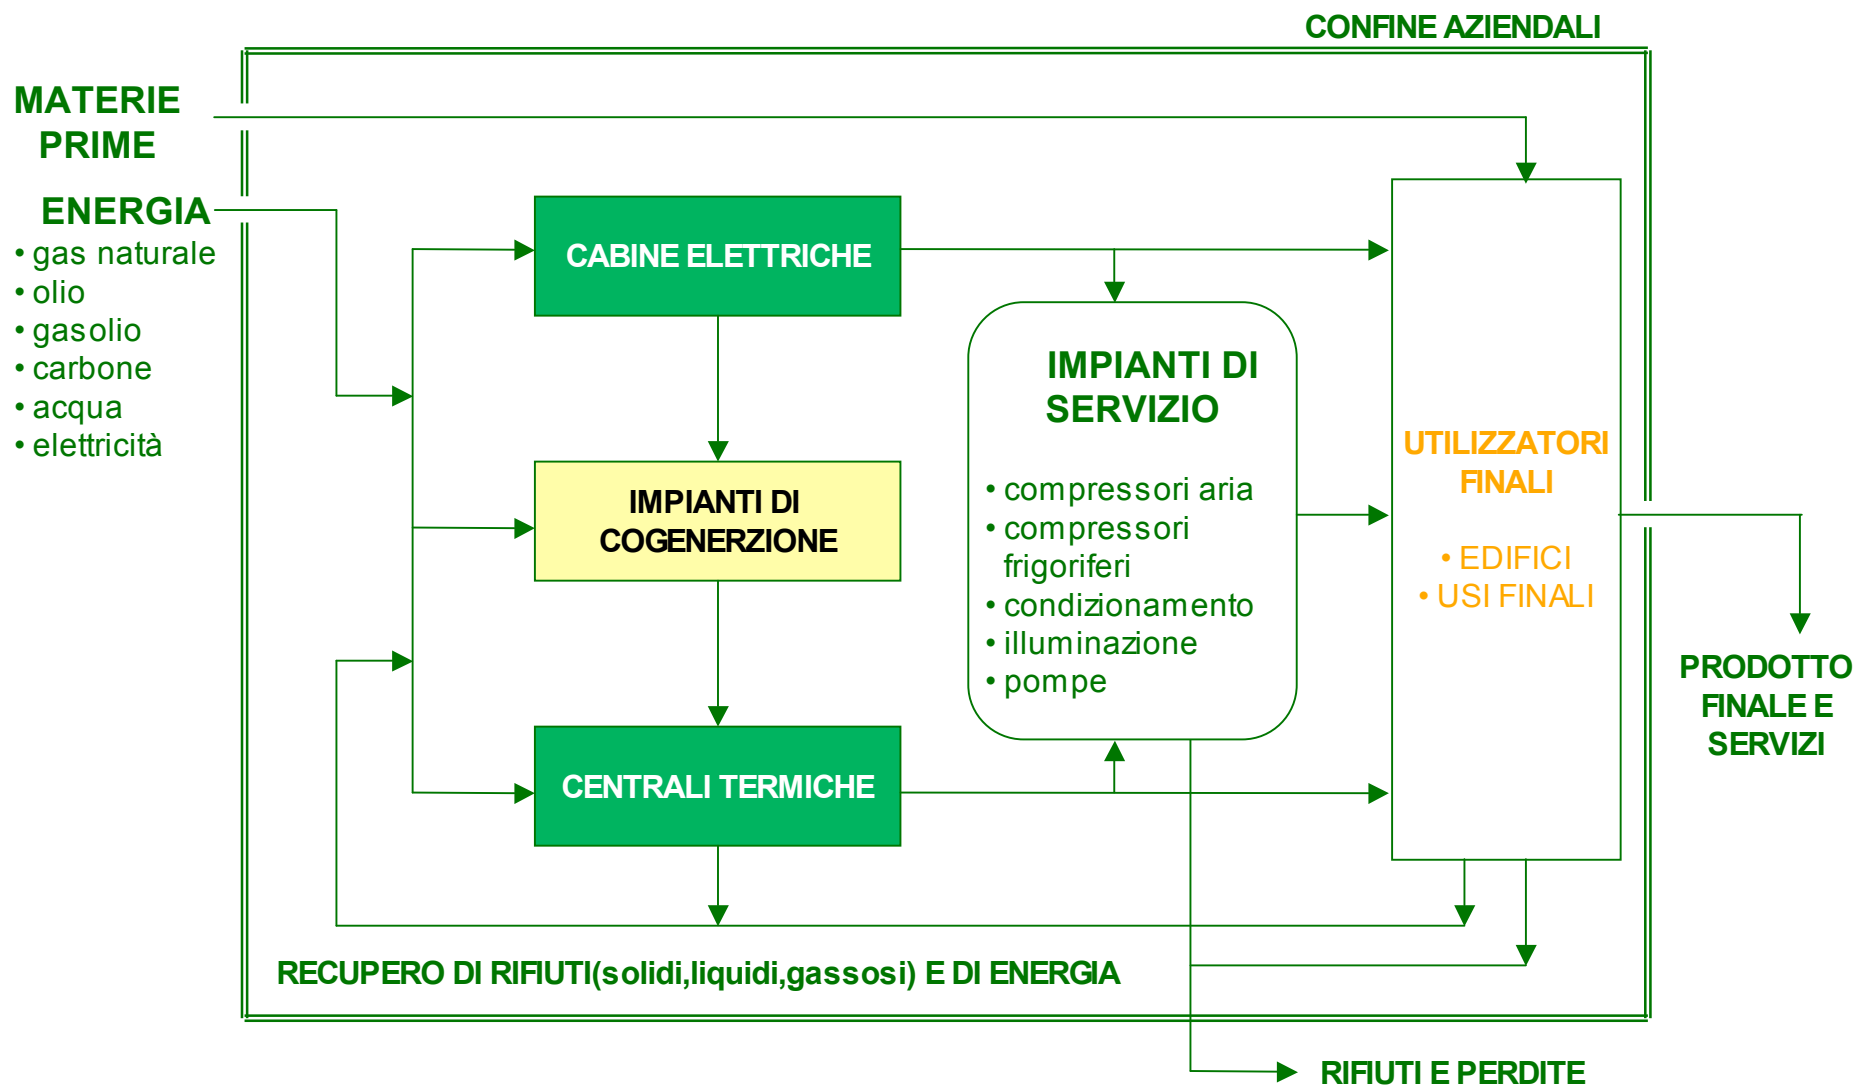 CONFINE AZIENDALI
MATERIE
PRIME
ENERGIA
• gas naturale
• olio
• gasolio
• carbone
• acqua
• elettricità
CABINE ELETTRICHE
IMPIANTI DI
COGENERZIONE
CENTRALI TERMICHE
IMPIANTI DI
SERVIZIO
• compressori aria
• compressori
frigoriferi
• condizionamento
• illuminazione
• pompe
UTILIZZATORI
FINALI
• EDIFICI
• USI FINALI
PRODOTTO
FINALE E
SERVIZI
RECUPERO DI RIFIUTI(solidi,liquidi,gassosi) E DI ENERGIA
RIFIUTI E PERDITE